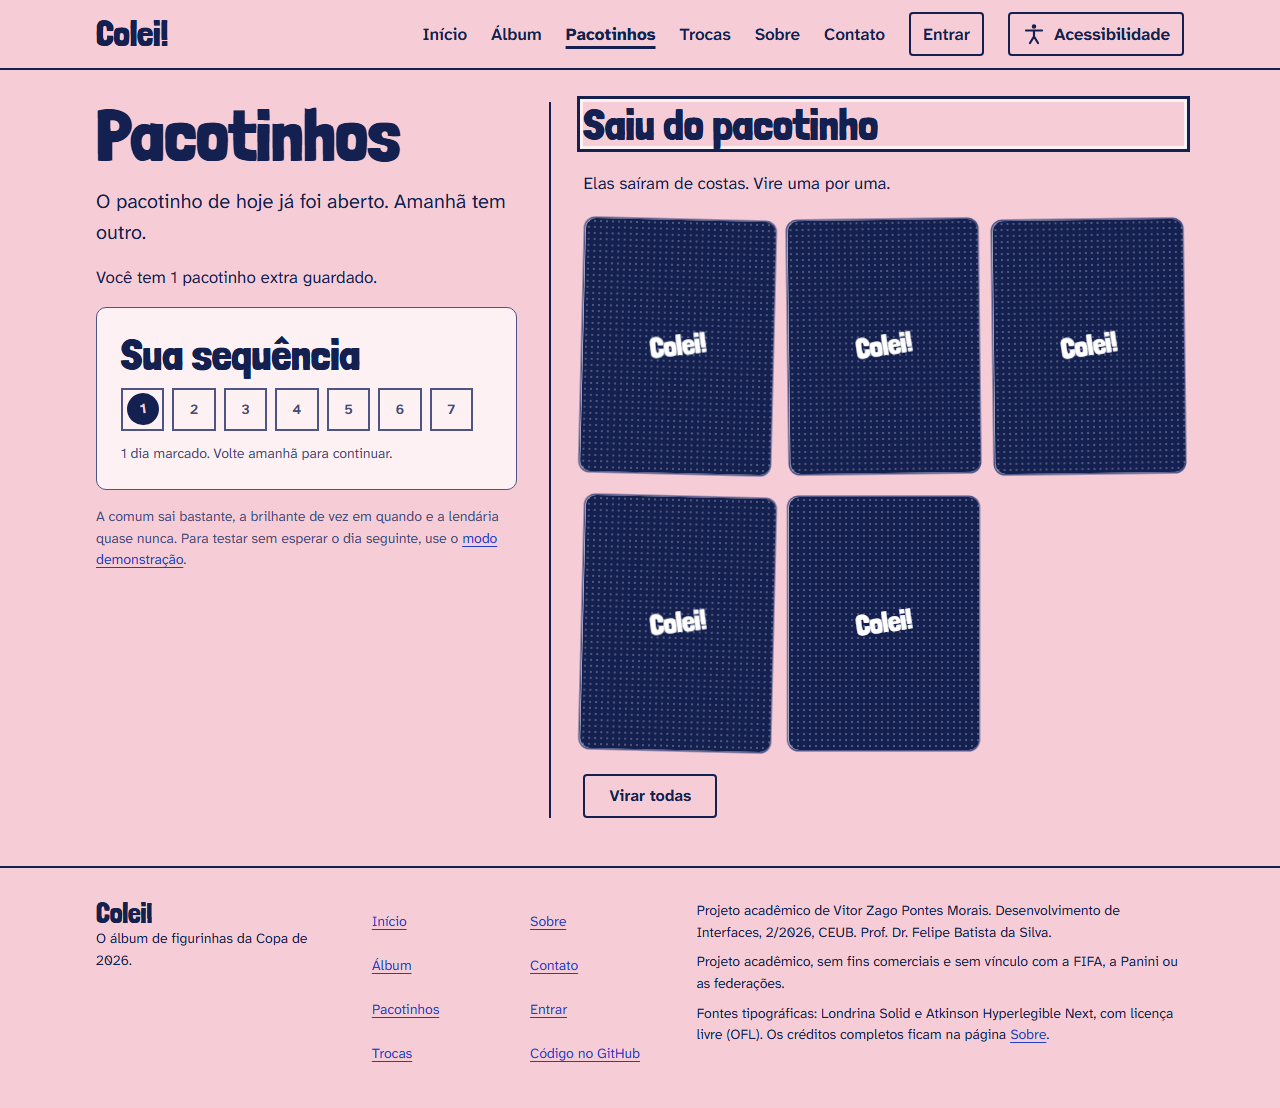 Colei!
Início
Álbum
Pacotinhos
Trocas
Sobre
Contato
Entrar
Acessibilidade
Pacotinhos
O pacotinho de hoje já foi aberto. Amanhã tem
outro.
Você tem 1 pacotinho extra guardado.
Sua sequência
1
2
3
4
5
6
7
1 dia marcado. Volte amanhã para continuar.
A comum sai bastante, a brilhante de vez em quando e a lendária
quase nunca. Para testar sem esperar o dia seguinte, use o modo
demonstração.
Saiu do pacotinho
Elas saíram de costas. Vire uma por uma.
Colei!
Colei!
Colei!
Colei!
Colei!
Virar todas
Colei!
O álbum de figurinhas da Copa de
2026.
Início
Álbum
Pacotinhos
Trocas
Sobre
Contato
Entrar
Código no GitHub
Projeto acadêmico de Vitor Zago Pontes Morais. Desenvolvimento de
Interfaces, 2/2026, CEUB. Prof. Dr. Felipe Batista da Silva.
Projeto acadêmico, sem fins comerciais e sem vínculo com a FIFA, a Panini ou
as federações.
Fontes tipográficas: Londrina Solid e Atkinson Hyperlegible Next, com licença
livre (OFL). Os créditos completos ficam na página Sobre.